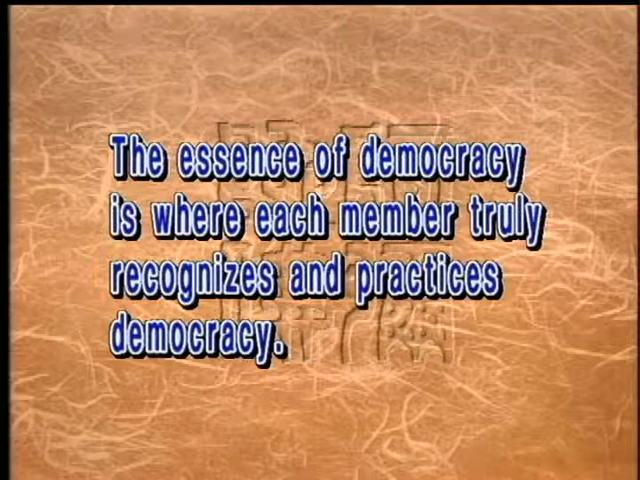 The essence of democracy
is where each member truly
recognizes and practices
democracy.